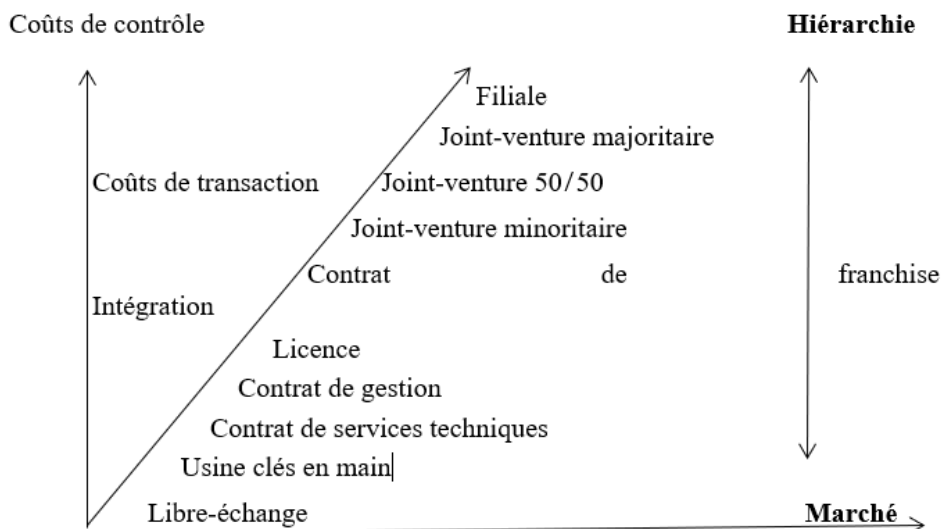 Coûts de contrôle Hiérarchie
Filiale
Joint-venture majoritaire
Coûts de transaction Joint-venture 50/50
Joint-venture minoritaire
Contrat de franchise
Intégration
Licence
Contrat de gestion
Contrat de services techniques
Usine clés en main
Libre-échange Marché